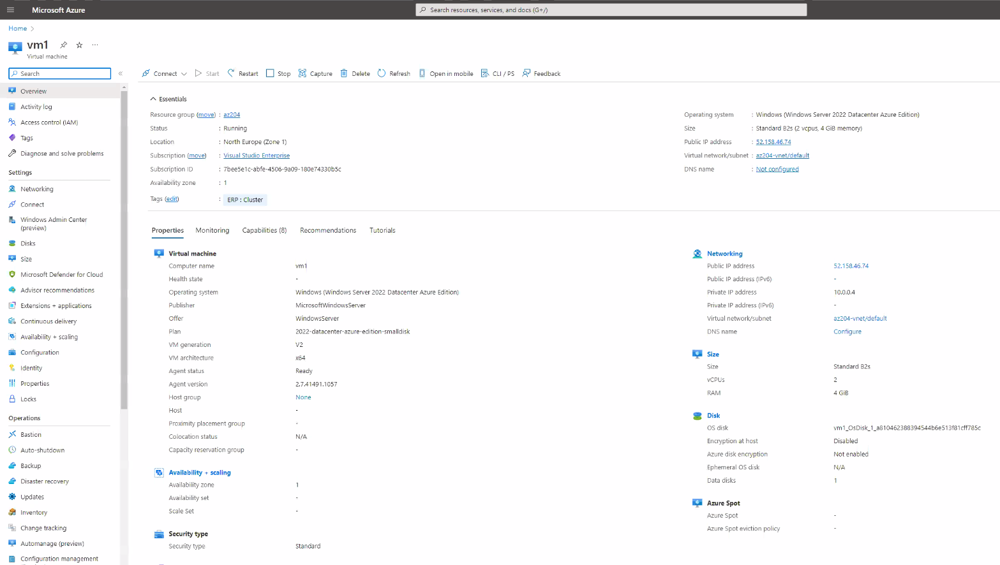 Microsoft Azure
Search resources, services, and docs (G+/)
Home
vm1
Virtual machine
Search
Overview
Activity log
Access control (IAM)
Tags
Diagnose and solve problems
Settings
Networking
Connect
Windows Admin Center
(preview)
Disks
Size
Microsoft Defender for Cloud
Advisor recommendations
Extensions + applications
Continuous delivery
Availability + scaling
Configuration
Identity
Properties
Locks
Operations
Bastion
Auto-shutdown
Backup
Disaster recovery
Updates
Inventory
Change tracking
Automanage (preview)
Configuration management
Connect Start Restart Stop Capture Delete Refresh Open in mobile CLI / PS Feedback
Essentials
Resource group (move) : az204
Status : Running
Location : North Europe (Zone 1)
Subscription (move) : Visual Studio Enterprise
Subscription ID : 7bee5e1c-abfe-4506-9a09-180e74330b5c
Availability zone : 1
Tags (edit) : ERP : Cluster
Operating system : Windows (Windows Server 2022 Datacenter Azure Edition)
Size : Standard B2s (2 vcpus, 4 GiB memory)
Public IP address : 52.158.46.74
Virtual network/subnet : az204-vnet/default
DNS name : Not configured
Properties Monitoring Capabilities (8) Recommendations Tutorials
Virtual machine
Computer name vm1
Health state -
Operating system Windows (Windows Server 2022 Datacenter Azure Edition)
Publisher MicrosoftWindowsServer
Offer WindowsServer
Plan 2022-datacenter-azure-edition-smalldisk
VM generation V2
VM architecture x64
Agent status Ready
Agent version 2.7.41491.1057
Host group None
Host -
Proximity placement group -
Colocation status N/A
Capacity reservation group -
Availability + scaling
Availability zone 1
Availability set -
Scale Set -
Security type
Security type Standard
Networking
Public IP address 52.158.46.74
Public IP address (IPv6) -
Private IP address 10.0.0.4
Private IP address (IPv6) -
Virtual network/subnet az204-vnet/default
DNS name Configure
Size
Size Standard B2s
vCPUs 2
RAM 4 GiB
Disk
OS disk vm1_OsDisk_1_a810462388394544b6e513f81cff785c
Encryption at host Disabled
Azure disk encryption Not enabled
Ephemeral OS disk N/A
Data disks 1
Azure Spot
Azure Spot -
Azure Spot eviction policy -